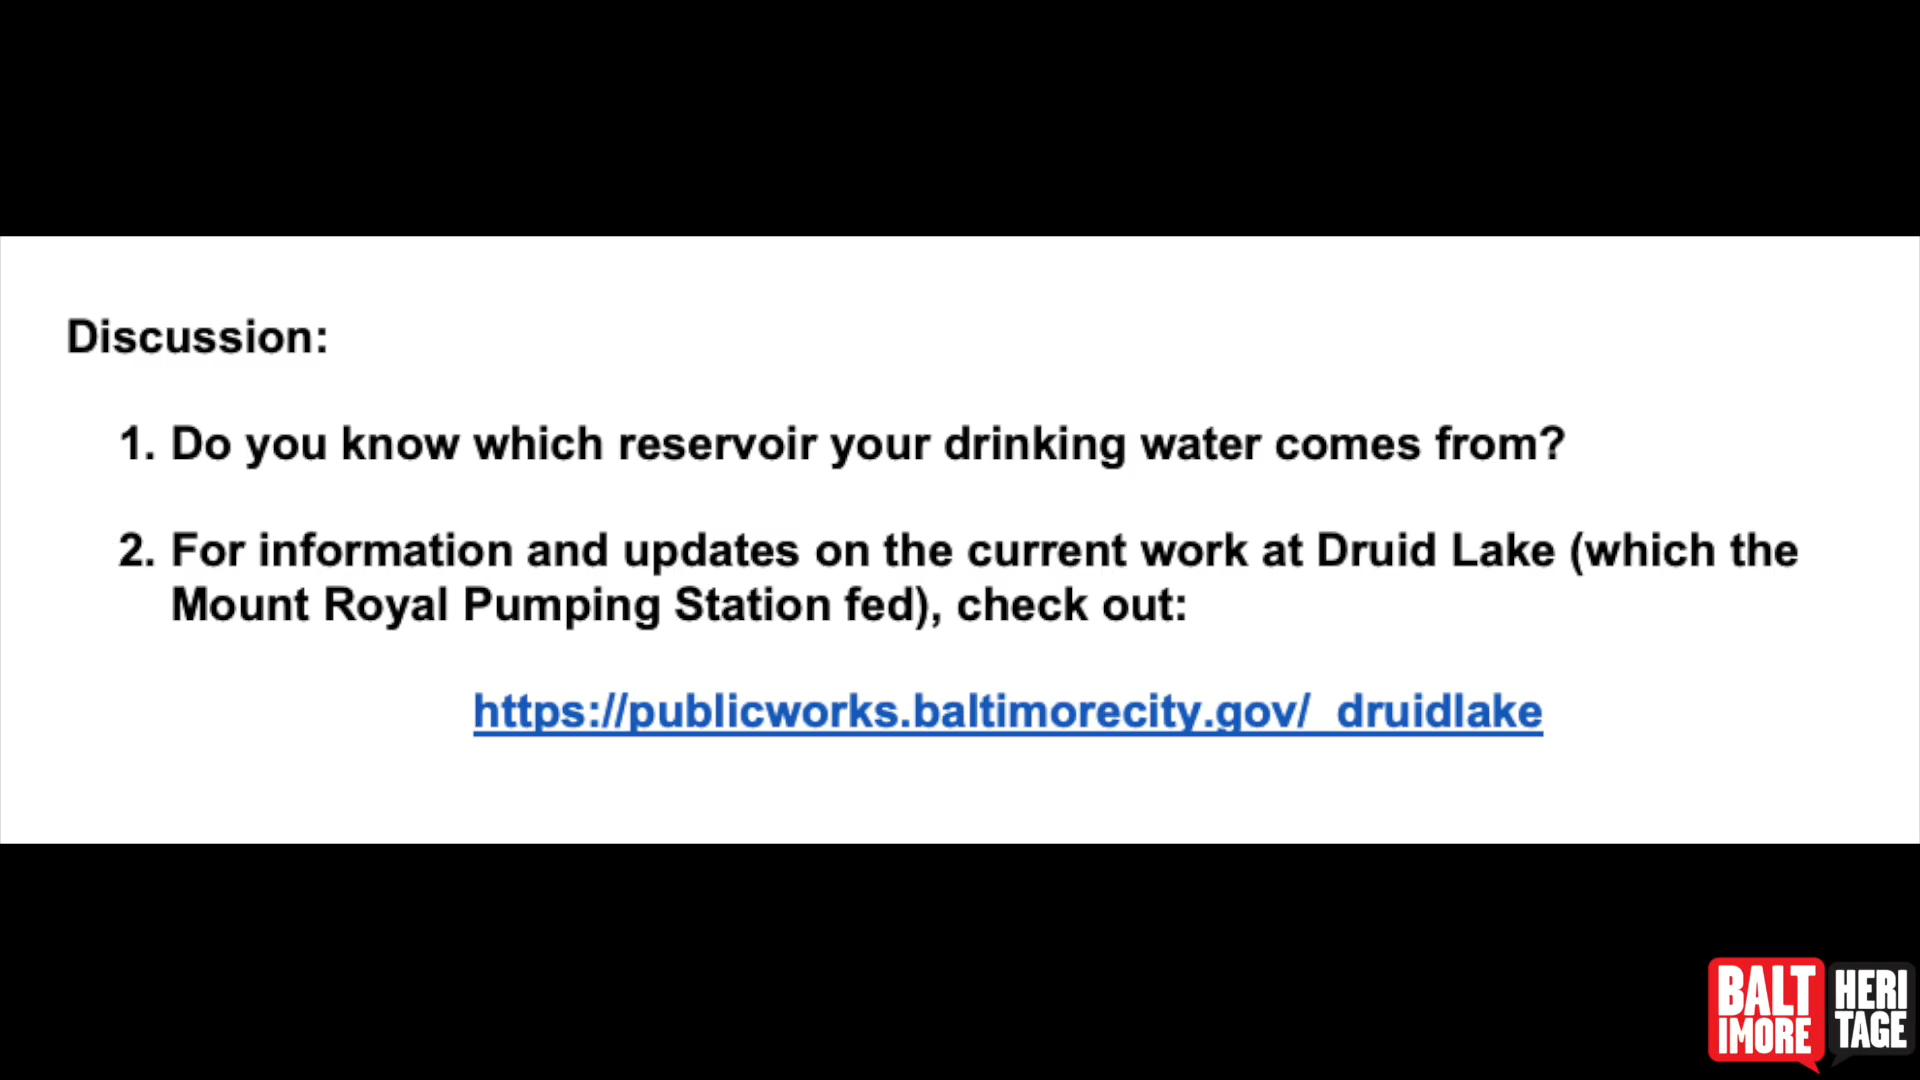 Discussion:
1. Do you know which reservoir your drinking water comes from?
2. For information and updates on the current work at Druid Lake (which the
Mount Royal Pumping Station fed), check out:
https://publicworks.baltimorecity.gov/_druidlake
BALT
IMORE
HERI
TAGE